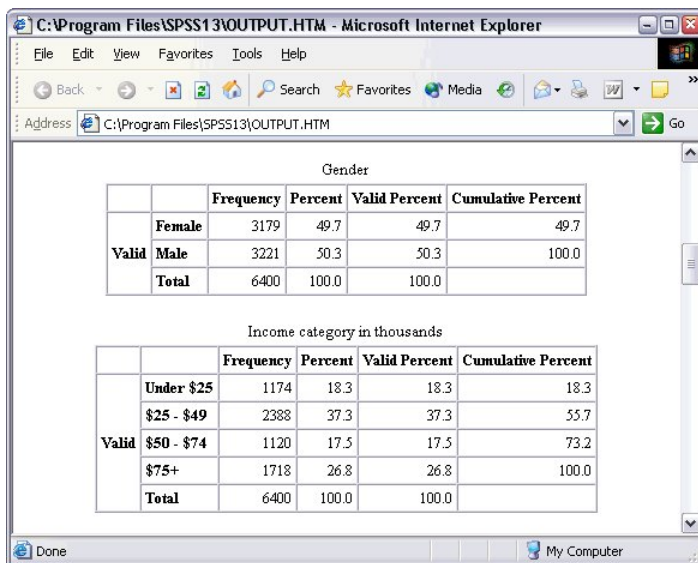 C:\Program Files\SPSS13\OUTPUT.HTM - Microsoft Internet Explorer
File Edit View Favorites Tools Help
Back Search Favorites Media »
Address C:\Program Files\SPSS13\OUTPUT.HTM Go
Gender
Frequency Percent Valid Percent Cumulative Percent
Valid Female 3179 49.7 49.7 49.7
Male 3221 50.3 50.3 100.0
Total 6400 100.0 100.0
Income category in thousands
Frequency Percent Valid Percent Cumulative Percent
Valid Under $25 1174 18.3 18.3 18.3
$25 - $49 2388 37.3 37.3 55.7
$50 - $74 1120 17.5 17.5 73.2
$75+ 1718 26.8 26.8 100.0
Total 6400 100.0 100.0
Done My Computer